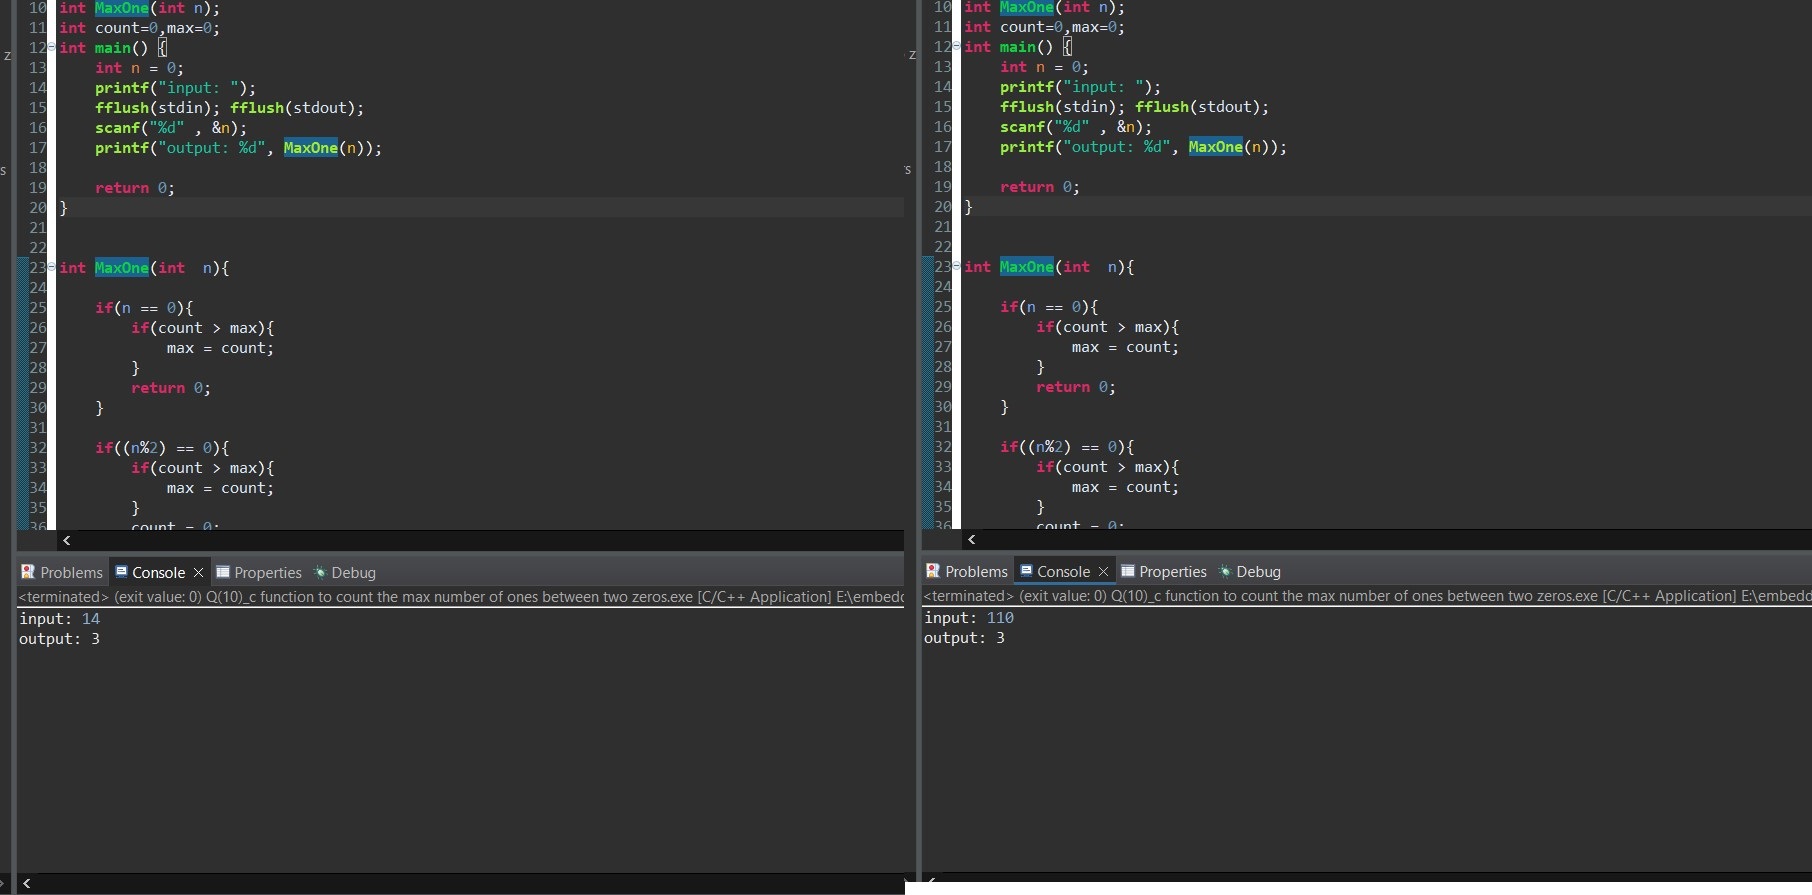 10 int MaxOne(int n);
11 int count=0,max=0;
12 int main() {
13 int n = 0;
14 printf("input: ");
15 fflush(stdin); fflush(stdout);
16 scanf("%d" , &n);
17 printf("output: %d", MaxOne(n));
18
19 return 0;
20 }
21
22
23 int MaxOne(int  n){
24
25 if(n == 0){
26 if(count > max){
27 max = count;
28 }
29 return 0;
30 }
31
32 if((n%2) == 0){
33 if(count > max){
34 max = count;
35 }
36 count = 0;
Problems Console Properties Debug
<terminated> (exit value: 0) Q(10)_c function to count the max number of ones between two zeros.exe [C/C++ Application] E:\embedd
input: 14
output: 3
z
s
10 int MaxOne(int n);
11 int count=0,max=0;
12 int main() {
13 int n = 0;
14 printf("input: ");
15 fflush(stdin); fflush(stdout);
16 scanf("%d" , &n);
17 printf("output: %d", MaxOne(n));
18
19 return 0;
20 }
21
22
23 int MaxOne(int  n){
24
25 if(n == 0){
26 if(count > max){
27 max = count;
28 }
29 return 0;
30 }
31
32 if((n%2) == 0){
33 if(count > max){
34 max = count;
35 }
36 count = 0;
Problems Console Properties Debug
<terminated> (exit value: 0) Q(10)_c function to count the max number of ones between two zeros.exe [C/C++ Application] E:\embedd
input: 110
output: 3
z
s